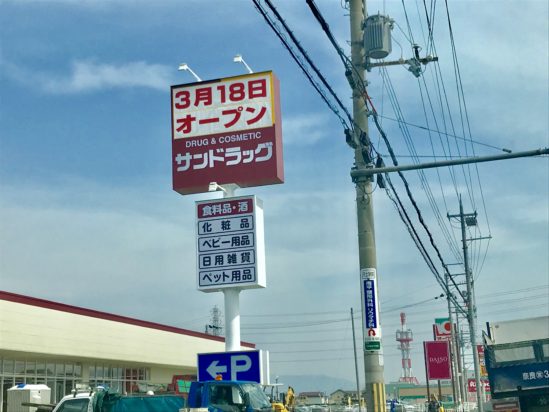 3月18日
オープン
DRUG & COSMETIC
サンドラッグ
食料品・酒
化粧品
ベビー用品
日用雑貨
ペット用品
←P
DAISO
奈良